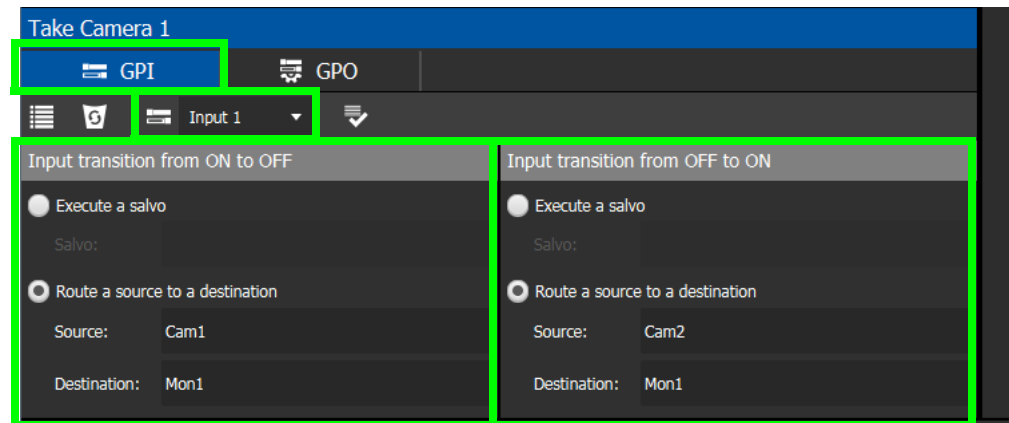 Take Camera 1
GPI
GPO
Input 1
Input transition from ON to OFF
Execute a salvo
Salvo:
Route a source to a destination
Source: Cam1
Destination: Mon1
Input transition from OFF to ON
Execute a salvo
Salvo:
Route a source to a destination
Source: Cam2
Destination: Mon1